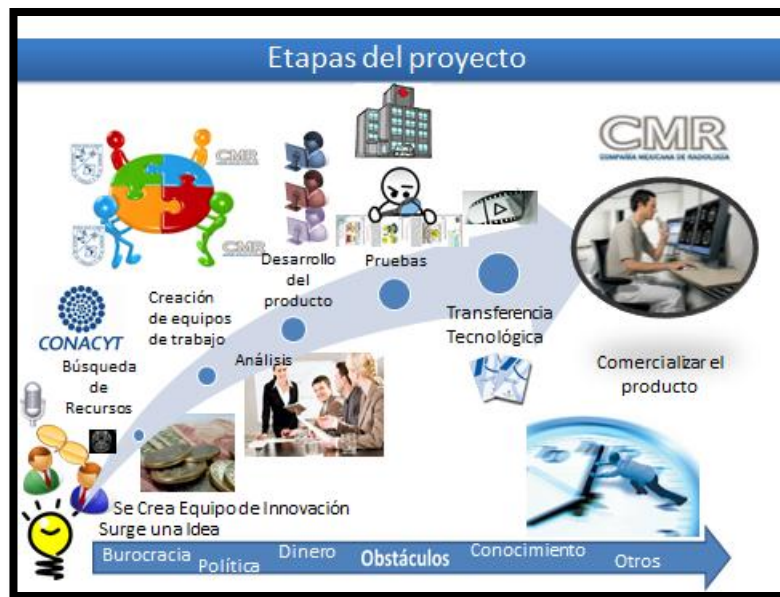 Etapas del proyecto
CMR
CMR
COMPAÑÍA MEXICANA DE RADIOLOGÍA
CMR
Desarrollo
del
producto
Pruebas
Creación
de equipos
de trabajo
CONACYT
Búsqueda
de
Recursos
Análisis
Transferencia
Tecnológica
Comercializar el
producto
Se Crea Equipo de Innovación
Surge una Idea
Burocracia
Política
Dinero
Obstáculos
Conocimiento
Otros